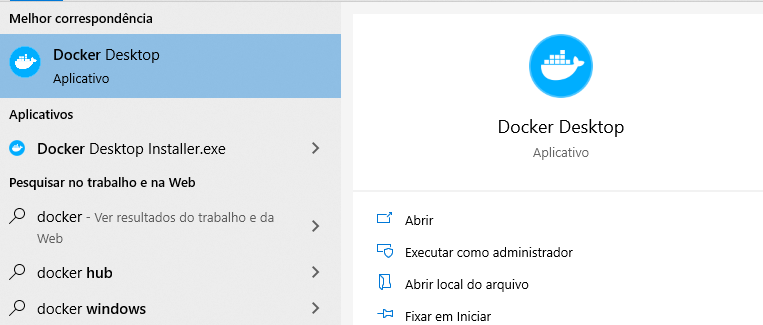 Melhor correspondência
Docker Desktop
Aplicativo
Aplicativos
Docker Desktop Installer.exe
Pesquisar no trabalho e na Web
docker - Ver resultados do trabalho e da
Web
docker hub
docker windows
Docker Desktop
Aplicativo
Abrir
Executar como administrador
Abrir local do arquivo
Fixar em Iniciar